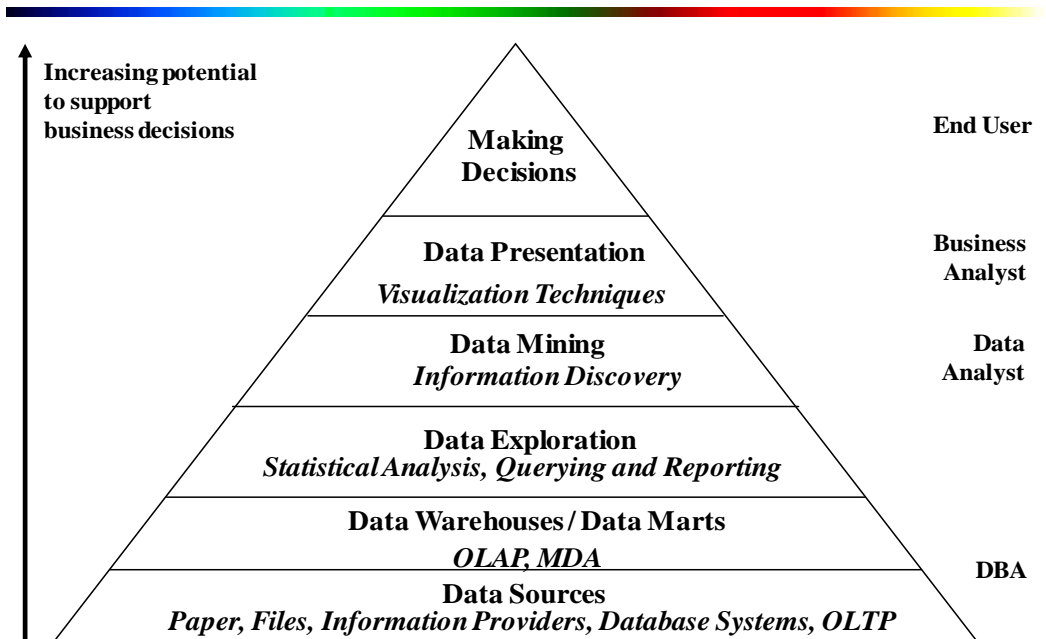 Increasing potential
to support
business decisions
Making
Decisions
End User
Data Presentation
Visualization Techniques
Business
Analyst
Data Mining
Information Discovery
Data
Analyst
Data Exploration
Statistical Analysis, Querying and Reporting
Data Warehouses / Data Marts
OLAP, MDA
DBA
Data Sources
Paper, Files, Information Providers, Database Systems, OLTP